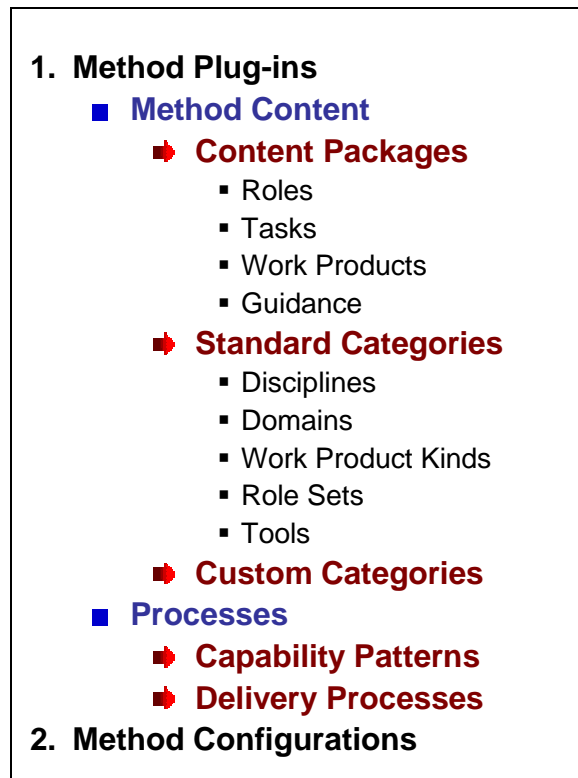 1. Method Plug-ins
Method Content
Content Packages
Roles
Tasks
Work Products
Guidance
Standard Categories
Disciplines
Domains
Work Product Kinds
Role Sets
Tools
Custom Categories
Processes
Capability Patterns
Delivery Processes
2. Method Configurations